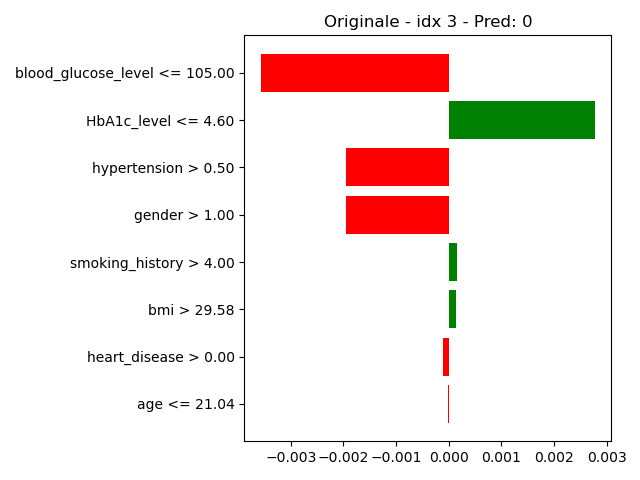 Originale - idx 3 - Pred: 0
blood_glucose_level <= 105.00
HbA1c_level <= 4.60
hypertension > 0.50
gender > 1.00
smoking_history > 4.00
bmi > 29.58
heart_disease > 0.00
age <= 21.04
−0.003 −0.002 −0.001 0.000 0.001 0.002 0.003